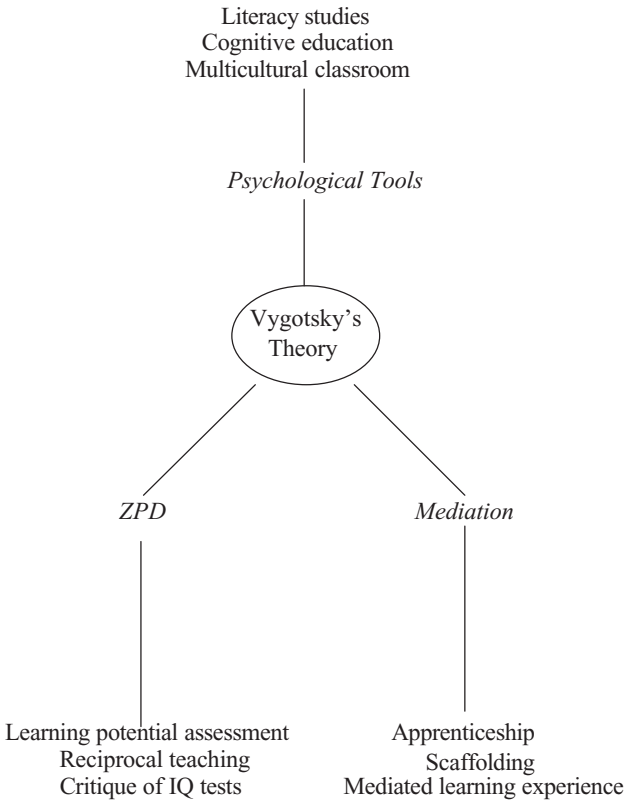 Literacy studies
Cognitive education
Multicultural classroom
Psychological Tools
Vygotsky’s
Theory
ZPD
Mediation
Learning potential assessment
Reciprocal teaching
Critique of IQ tests
Apprenticeship
Scaffolding
Mediated learning experience